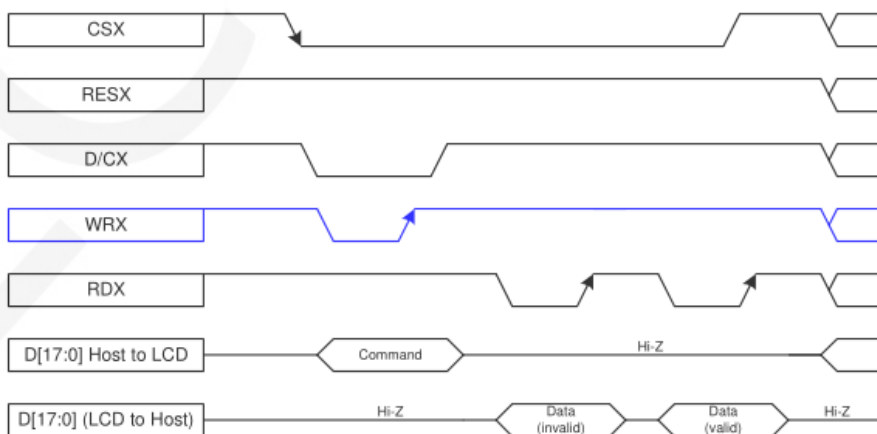 CSX
RESX
D/CX
WRX
RDX
D[17:0] Host to LCD
Command
Hi-Z
D[17:0] (LCD to Host)
Hi-Z
Data
(invalid)
Data
(valid)
Hi-Z